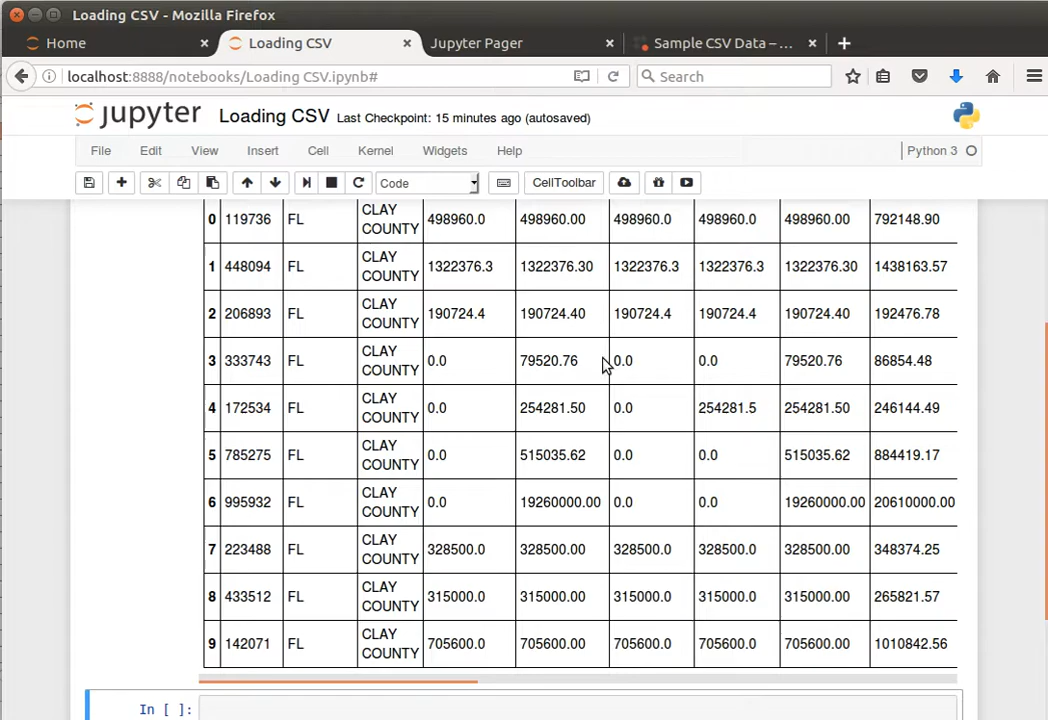 Loading CSV - Mozilla Firefox
Home
Loading CSV
Jupyter Pager
Sample CSV Data – ...
localhost:8888/notebooks/Loading CSV.ipynb#
Search
jupyter Loading CSV Last Checkpoint: 15 minutes ago (autosaved)
File Edit View Insert Cell Kernel Widgets Help Python 3
Code CellToolbar
0 119736 FL CLAY COUNTY 498960.0 498960.00 498960.0 498960.0 498960.00 792148.90
1 448094 FL CLAY COUNTY 1322376.3 1322376.30 1322376.3 1322376.3 1322376.30 1438163.57
2 206893 FL CLAY COUNTY 190724.4 190724.40 190724.4 190724.4 190724.40 192476.78
3 333743 FL CLAY COUNTY 0.0 79520.76 0.0 0.0 79520.76 86854.48
4 172534 FL CLAY COUNTY 0.0 254281.50 0.0 254281.5 254281.50 246144.49
5 785275 FL CLAY COUNTY 0.0 515035.62 0.0 0.0 515035.62 884419.17
6 995932 FL CLAY COUNTY 0.0 19260000.00 0.0 0.0 19260000.00 20610000.00
7 223488 FL CLAY COUNTY 328500.0 328500.00 328500.0 328500.0 328500.00 348374.25
8 433512 FL CLAY COUNTY 315000.0 315000.00 315000.0 315000.0 315000.00 265821.57
9 142071 FL CLAY COUNTY 705600.0 705600.00 705600.0 705600.0 705600.00 1010842.56
In [ ]: